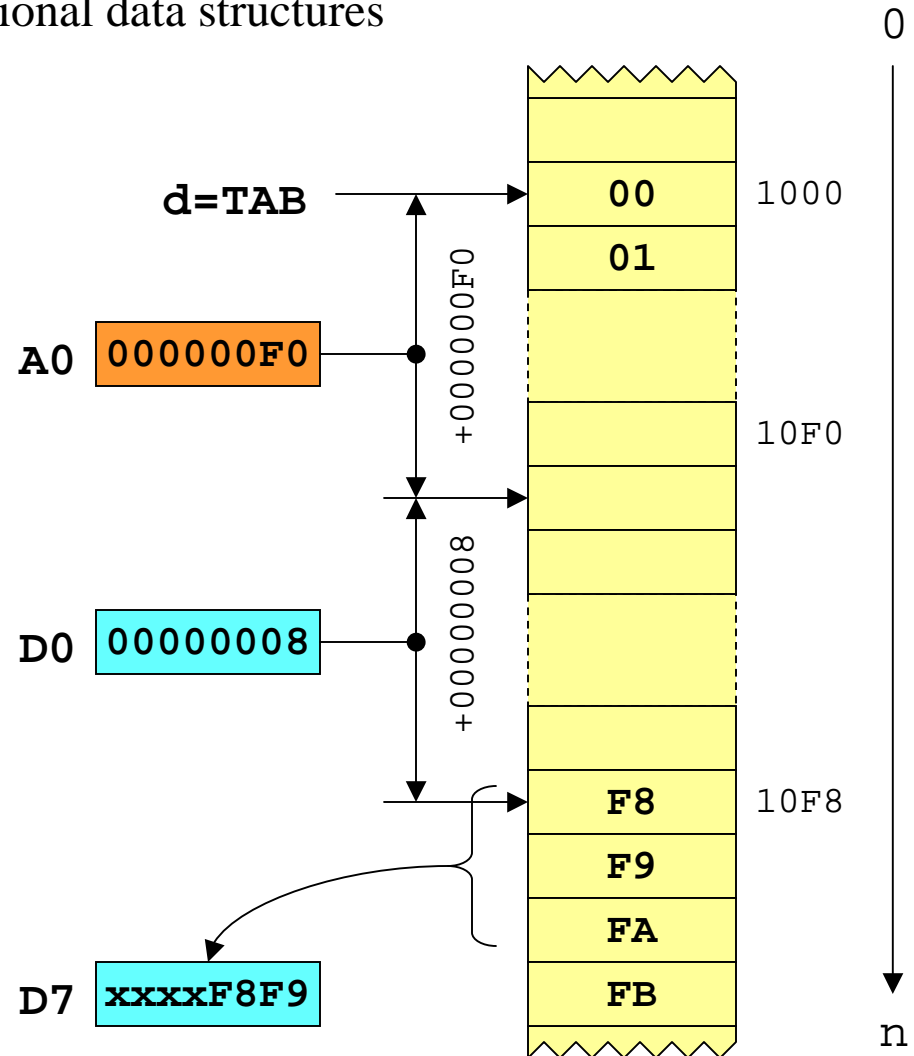 ional data structures
0
d=TAB
00
1000
01
+000000F0
A0
000000F0
10F0
+00000008
D0
00000008
F8
10F8
F9
FA
D7
xxxxF8F9
FB
n